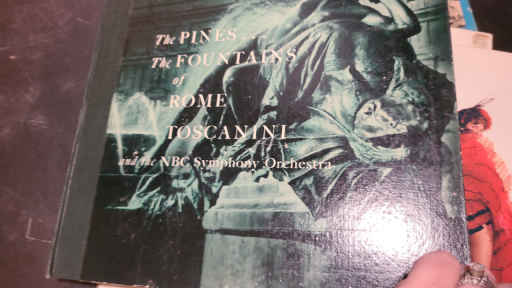 The PINES...
The FOUNTAINS
of
ROME
TOSCANINI
and the NBC Symphony Orchestra